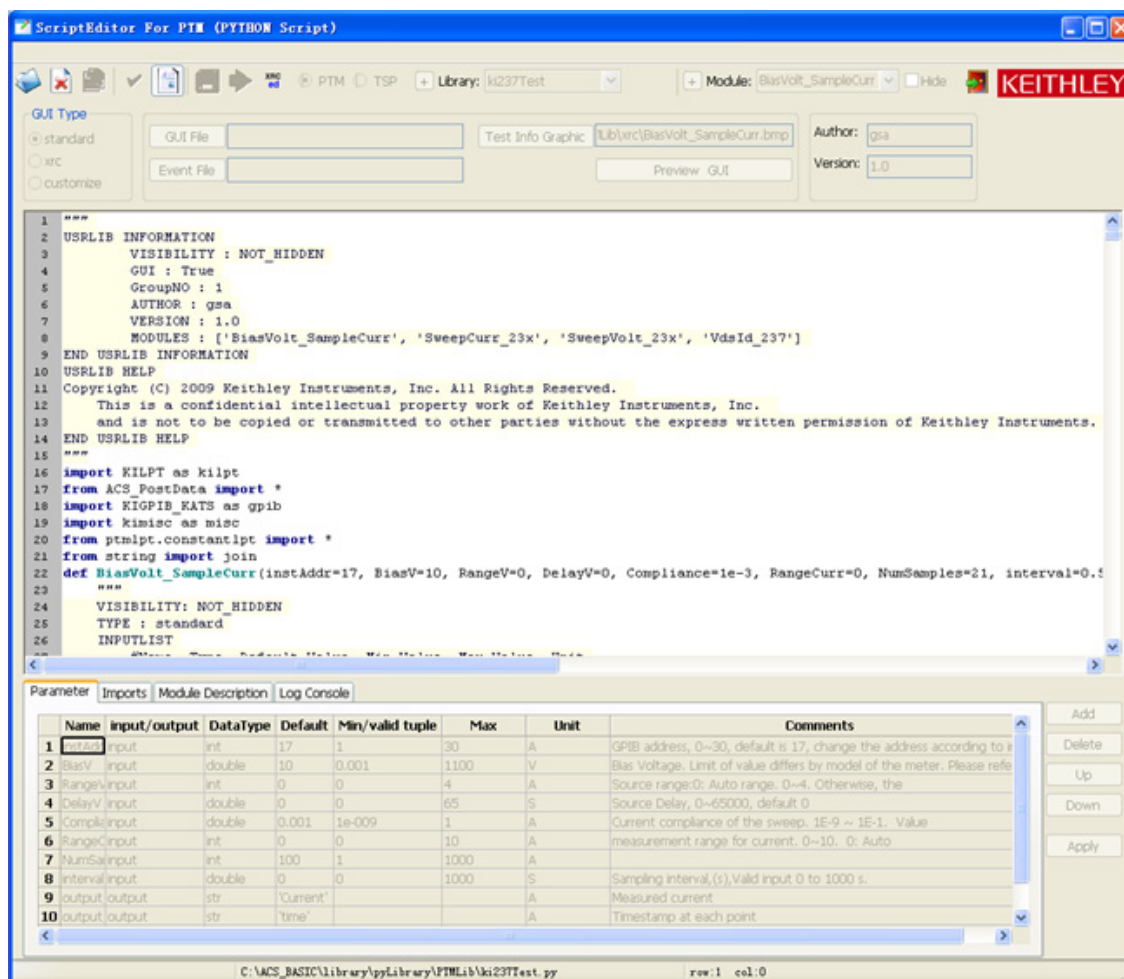 ScriptEditor For PTM (PYTHON Script)
PTM TSP + Library: ki237Test + Module: BiasVolt_SampleCurr Hide KEITHLEY
GUI Type
standard
xrc
customize
GUI File
Event File
Test Info Graphic
\Lib\xrc\BiasVolt_SampleCurr.bmp
Preview GUI
Author: gsa
Version: 1.0
1 """
2 USRLIB INFORMATION
3 VISIBILITY : NOT_HIDDEN
4 GUI : True
5 GroupNO : 1
6 AUTHOR : gsa
7 VERSION : 1.0
8 MODULES : ['BiasVolt_SampleCurr', 'SweepCurr_23x', 'SweepVolt_23x', 'VdsId_237']
9 END USRLIB INFORMATION
10 USRLIB HELP
11 Copyright (C) 2009 Keithley Instruments, Inc. All Rights Reserved.
12 This is a confidential intellectual property work of Keithley Instruments, Inc.
13 and is not to be copied or transmitted to other parties without the express written permission of Keithley Instruments.
14 END USRLIB HELP
15 """
16 import KILPT as kilpt
17 from ACS_PostData import *
18 import KIGPIB_KATS as gpib
19 import kimisc as misc
20 from ptmlpt.constantlpt import *
21 from string import join
22 def BiasVolt_SampleCurr(instAddr=17, BiasV=10, RangeV=0, DelayV=0, Compliance=1e-3, RangeCurr=0, NumSamples=21, interval=0.5
23 """
24 VISIBILITY: NOT_HIDDEN
25 TYPE : standard
26 INPUTLIST
Parameter Imports Module Description Log Console
Name input/output DataType Default Min/valid tuple Max Unit Comments
1 instAd input int 17 1 30 A GPIB address, 0~30, default is 17, change the address according to i
2 BiasV input double 10 0.001 1100 V Bias Voltage. Limit of value differs by model of the meter. Please refe
3 RangeV input int 0 0 4 A Source range:0: Auto range. 0~4. Otherwise, the
4 DelayV input double 0 0 65 S Source Delay, 0~65000, default 0
5 Complia input double 0.001 1e-009 1 A Current compliance of the sweep. 1E-9 ~ 1E-1. Value
6 RangeC input int 0 0 10 A measurement range for current. 0~10. 0: Auto
7 NumSa input int 100 1 1000 A
8 interval input double 0 0 1000 S Sampling interval,(s),Valid input 0 to 1000 s.
9 output output str 'Current' A Measured current
10 output output str 'time' A Timestamp at each point
Add
Delete
Up
Down
Apply
C:\ACS_BASIC\library\pyLibrary\PTMLib\ki237Test.py row:1 col:0